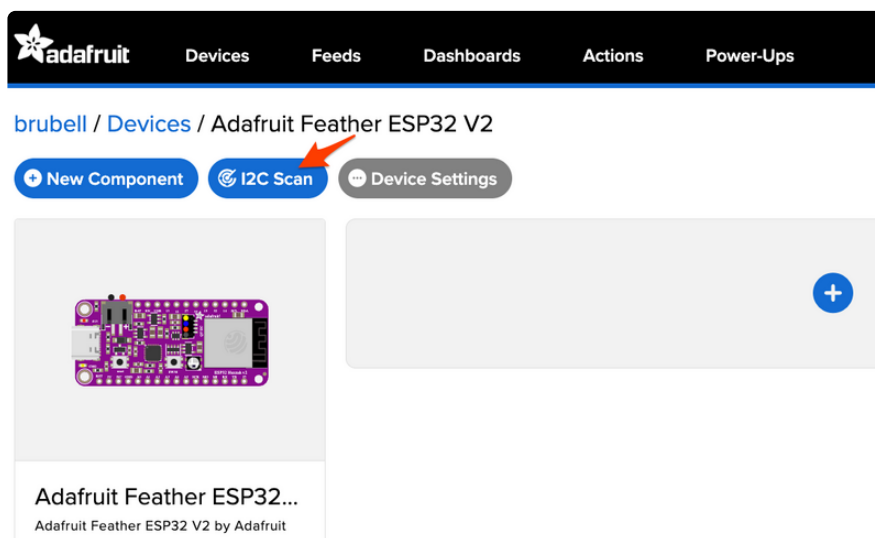 adafruit Devices Feeds Dashboards Actions Power-Ups
brubell / Devices / Adafruit Feather ESP32 V2
New Component I2C Scan Device Settings
Adafruit Feather ESP32...
Adafruit Feather ESP32 V2 by Adafruit